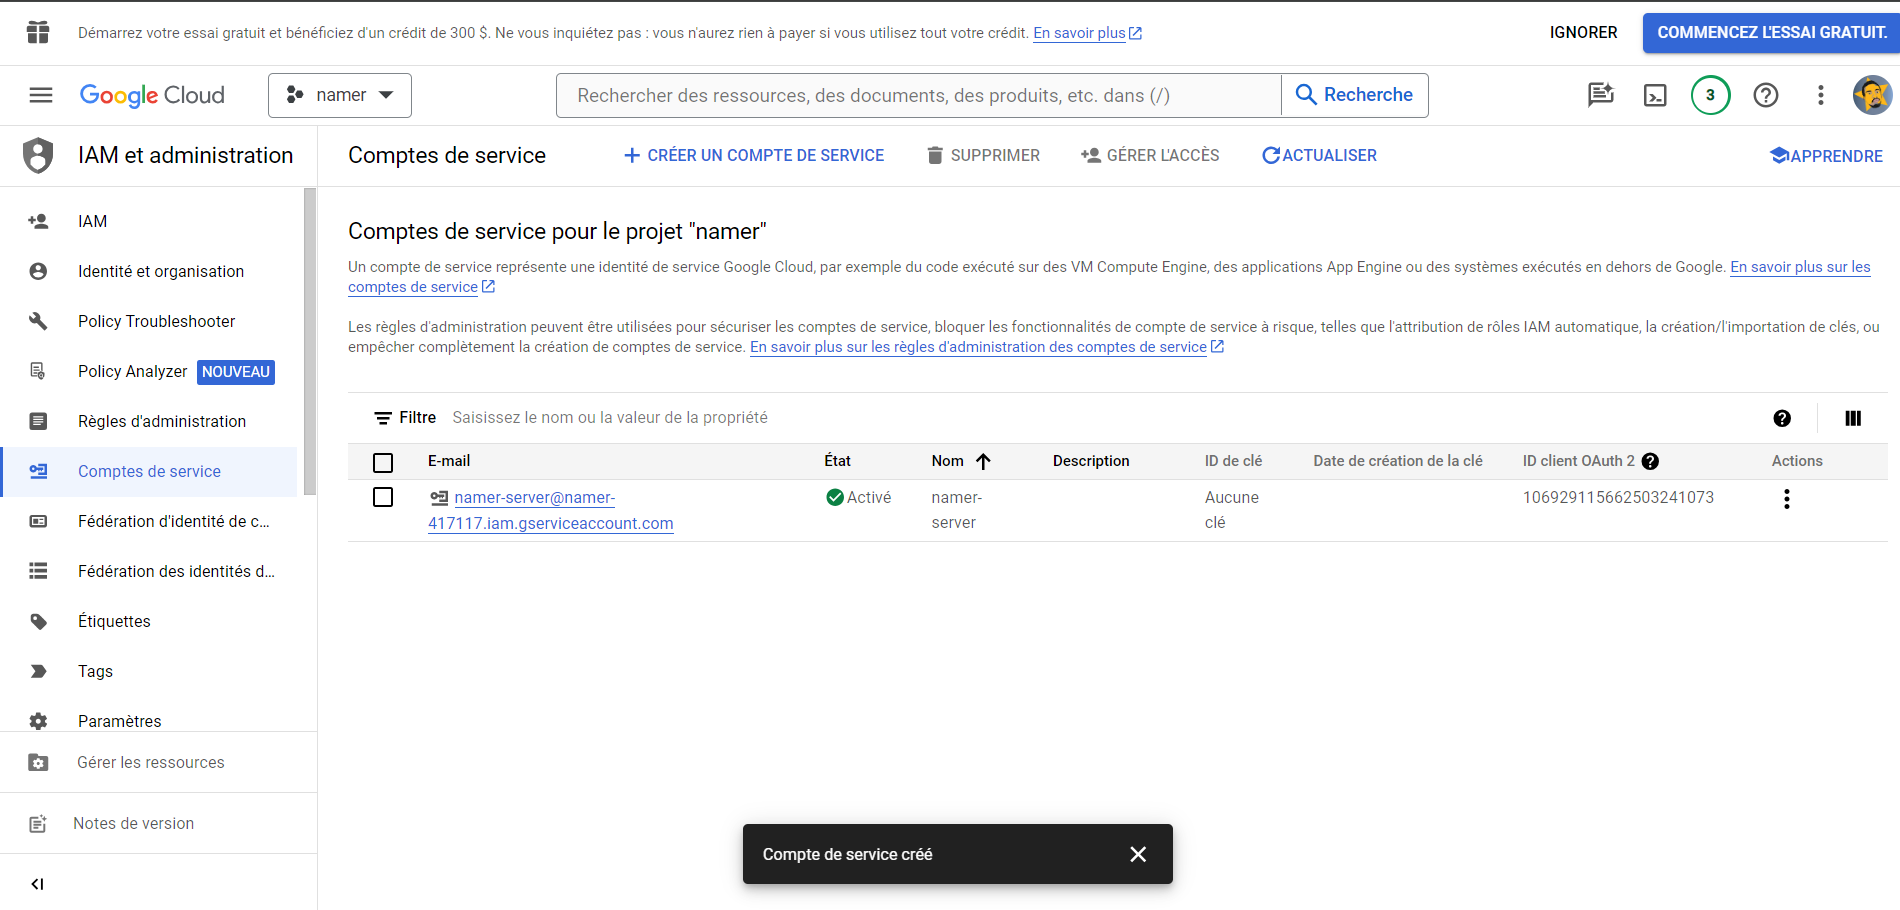 Démarrez votre essai gratuit et bénéficiez d'un crédit de 300 $. Ne vous inquiétez pas : vous n'aurez rien à payer si vous utilisez tout votre crédit. En savoir plus
IGNORER
COMMENCEZ L'ESSAI GRATUIT.
Google Cloud
namer
Rechercher des ressources, des documents, des produits, etc. dans (/)
Recherche
3
IAM et administration
Comptes de service
CRÉER UN COMPTE DE SERVICE
SUPPRIMER
GÉRER L'ACCÈS
ACTUALISER
APPRENDRE
IAM
Identité et organisation
Policy Troubleshooter
Policy Analyzer NOUVEAU
Règles d'administration
Comptes de service
Fédération d'identité de c...
Fédération des identités d...
Étiquettes
Tags
Paramètres
Gérer les ressources
Notes de version
Comptes de service pour le projet "namer"
Un compte de service représente une identité de service Google Cloud, par exemple du code exécuté sur des VM Compute Engine, des applications App Engine ou des systèmes exécutés en dehors de Google. En savoir plus sur les
comptes de service
Les règles d'administration peuvent être utilisées pour sécuriser les comptes de service, bloquer les fonctionnalités de compte de service à risque, telles que l'attribution de rôles IAM automatique, la création/l'importation de clés, ou
empêcher complètement la création de comptes de service. En savoir plus sur les règles d'administration des comptes de service
Filtre Saisissez le nom ou la valeur de la propriété
E-mail État Nom Description ID de clé Date de création de la clé ID client OAuth 2 Actions
namer-server@namer- Activé namer- Aucune 106929115662503241073
417117.iam.gserviceaccount.com server clé
Compte de service créé